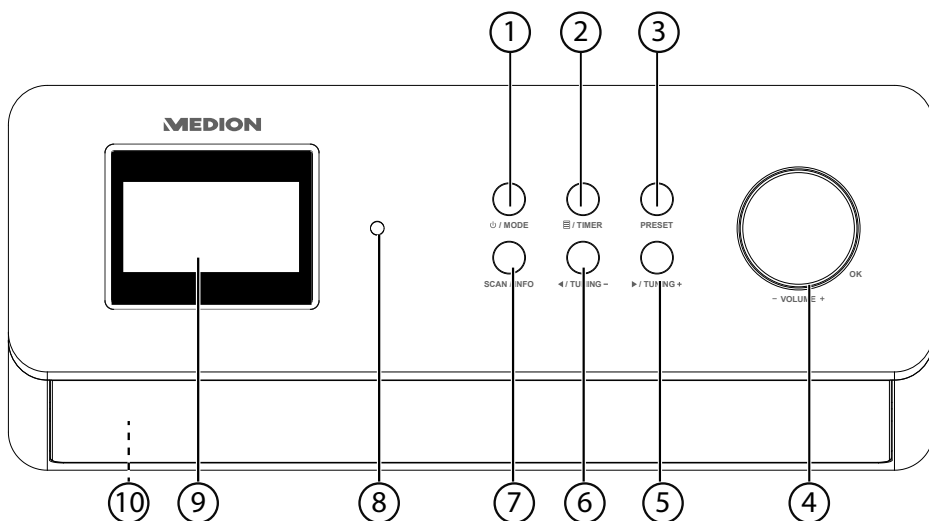 1 2 3
MEDION
⏻ / MODE ▤ / TIMER PRESET
SCAN / INFO ◀ / TUNING − ▶ / TUNING + OK
− VOLUME +
10 9 8 7 6 5 4